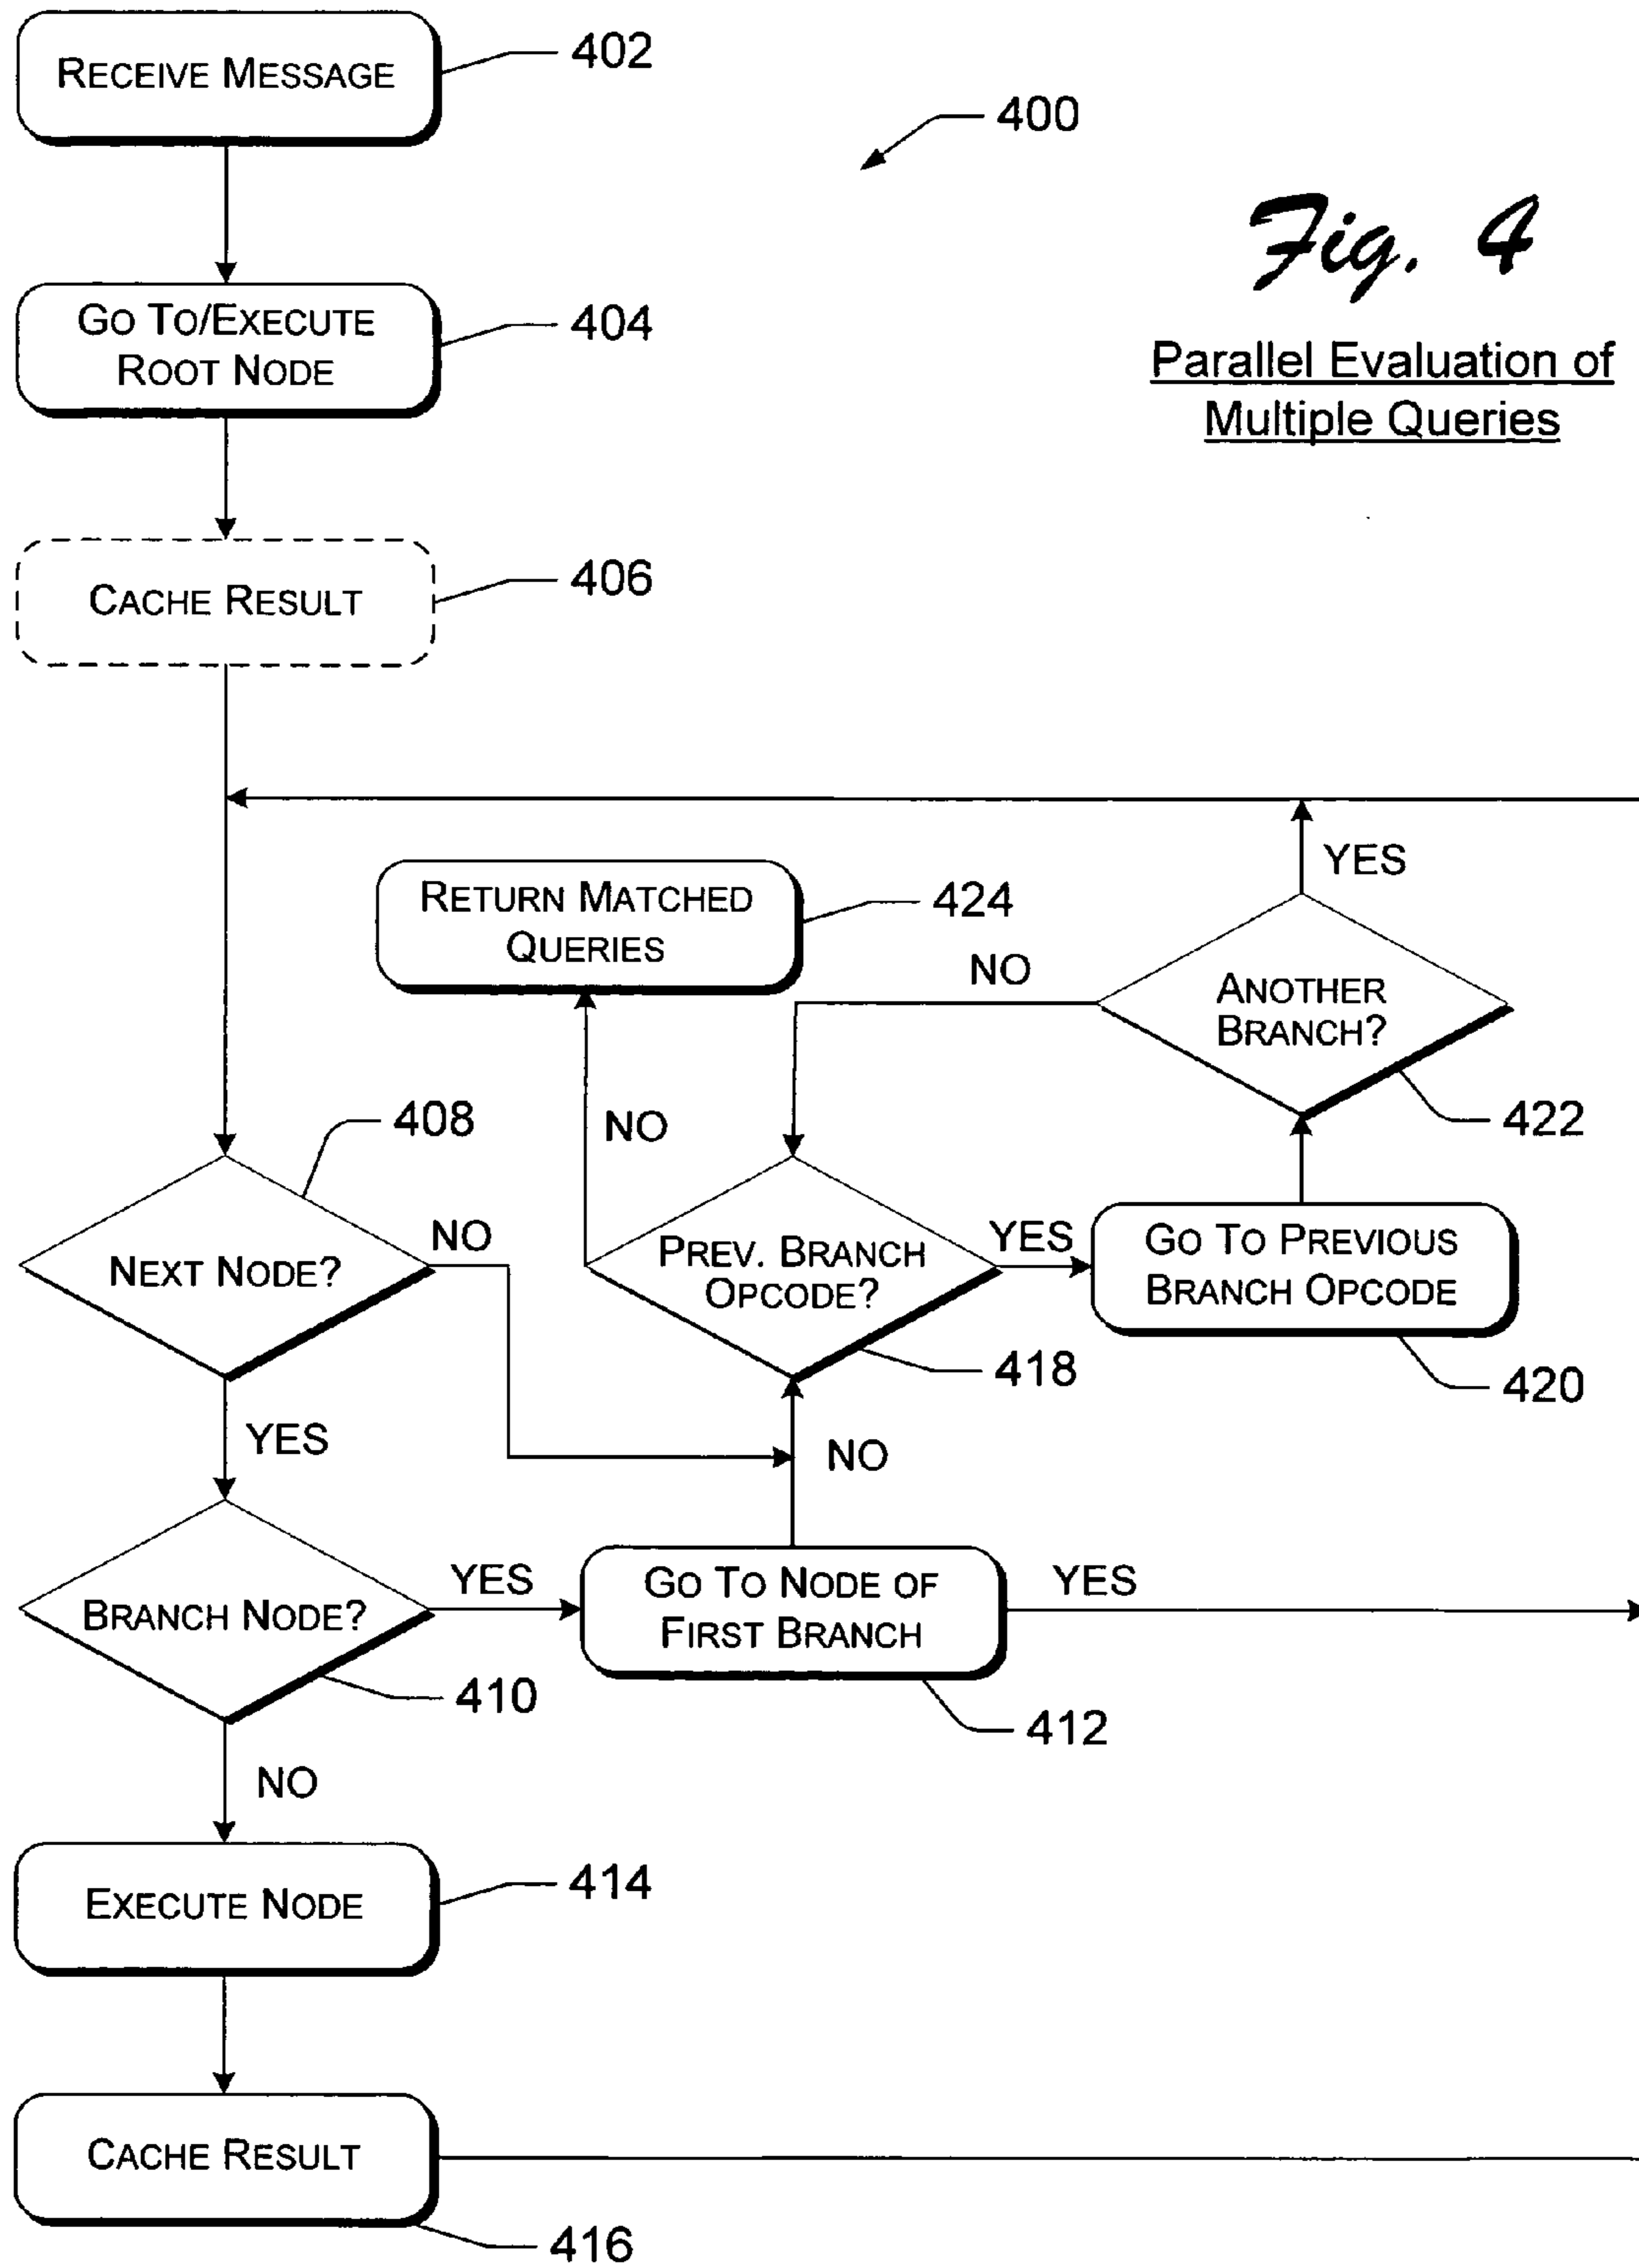 RECEIVE MESSAGE
402
400
Fig. 4
Parallel Evaluation of
Multiple Queries
GO TO/EXECUTE
ROOT NODE
404
CACHE RESULT
406
YES
RETURN MATCHED
QUERIES
424
NO
ANOTHER
BRANCH?
422
408
NO
NEXT NODE?
NO
PREV. BRANCH
OPCODE?
YES
GO TO PREVIOUS
BRANCH OPCODE
418
420
YES
NO
BRANCH NODE?
YES
GO TO NODE OF
FIRST BRANCH
YES
410
412
NO
EXECUTE NODE
414
CACHE RESULT
416